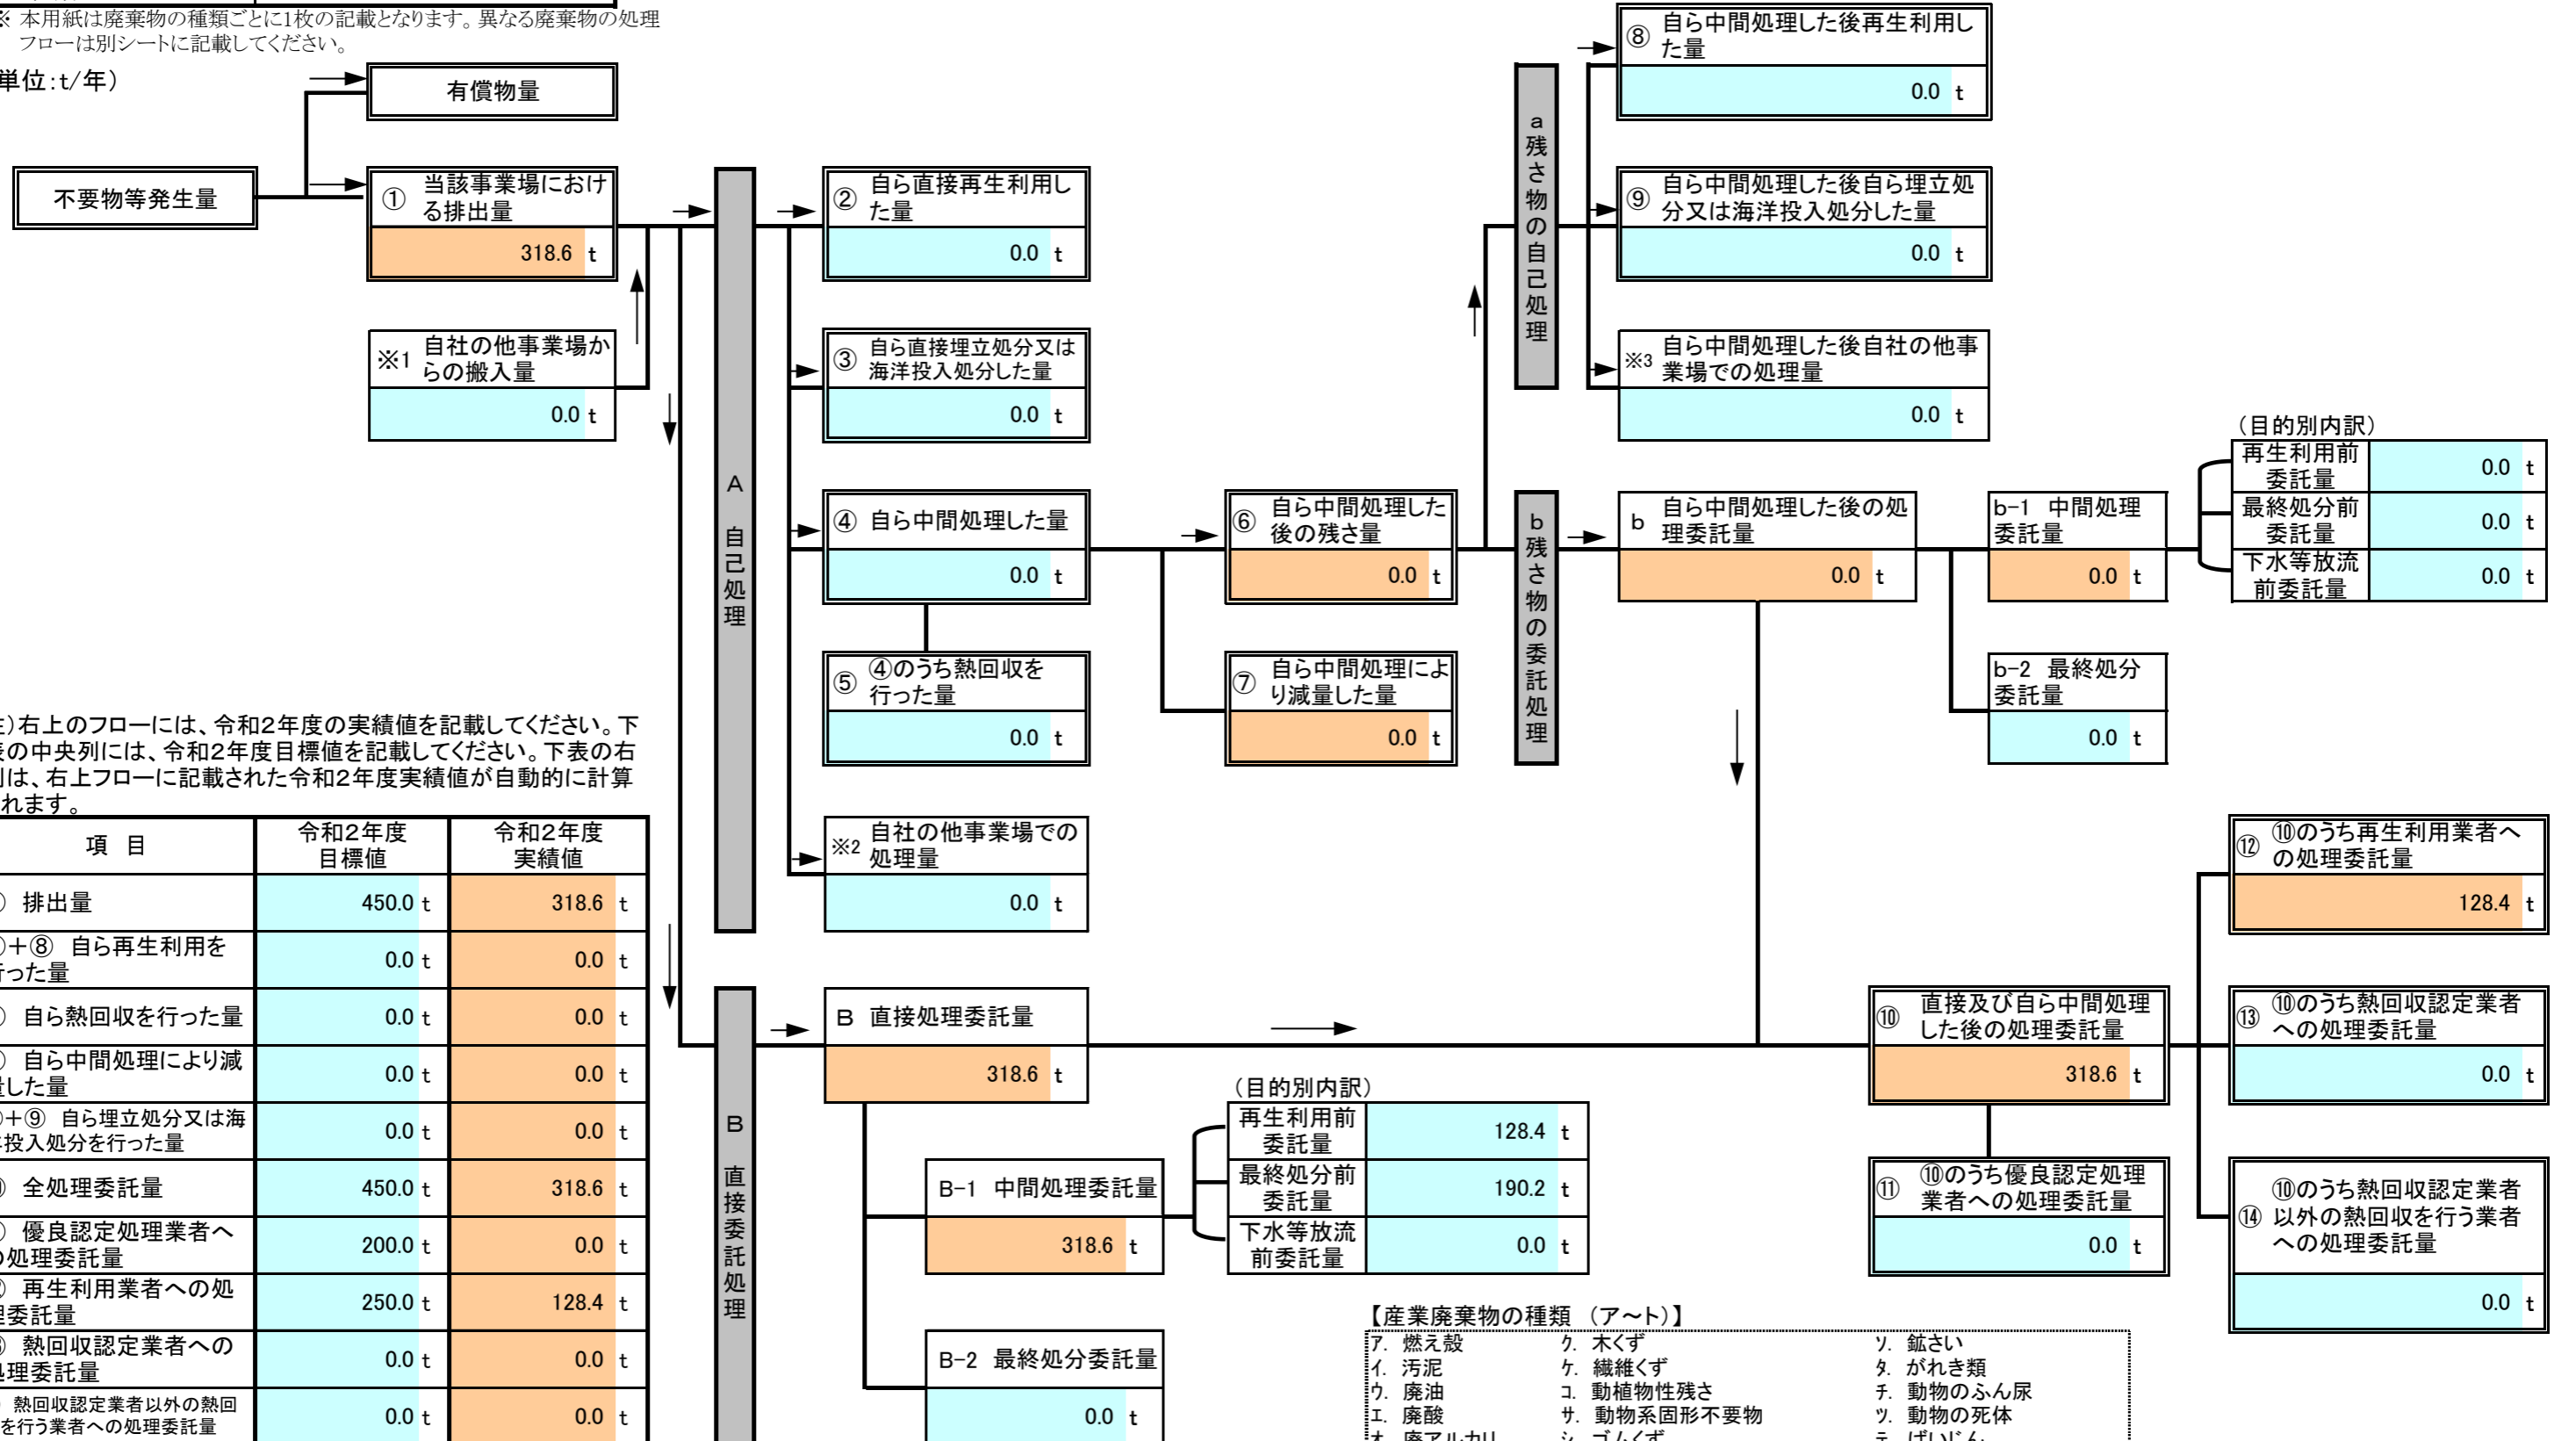 ※ 本用紙は廃棄物の種類ごとに1枚の記載となります。異なる廃棄物の処理
フローは別シートに記載してください。
単位:t/年)
有償物量
不要物等発生量
① 当該事業場におけ
る排出量
318.6 t
※1 自社の他事業場か
らの搬入量
0.0 t
A 自己処理
② 自ら直接再生利用し
た量
0.0 t
③ 自ら直接埋立処分又は
海洋投入処分した量
0.0 t
④ 自ら中間処理した量
0.0 t
⑤ ④のうち熱回収を
行った量
0.0 t
※2 自社の他事業場での
処理量
0.0 t
⑥ 自ら中間処理した
後の残さ量
0.0 t
⑦ 自ら中間処理によ
り減量した量
0.0 t
a残さ物の自己処理
⑧ 自ら中間処理した後再生利用し
た量
0.0 t
⑨ 自ら中間処理した後自ら埋立処
分又は海洋投入処分した量
0.0 t
※3 自ら中間処理した後自社の他事
業場での処理量
0.0 t
b残さ物の委託処理
b 自ら中間処理した後の処
理委託量
0.0 t
b-1 中間処理
委託量
0.0 t
b-2 最終処分
委託量
0.0 t
(目的別内訳)
再生利用前
委託量
0.0 t
最終処分前
委託量
0.0 t
下水等放流
前委託量
0.0 t
)右上のフローには、令和2年度の実績値を記載してください。下
の中央列には、令和2年度目標値を記載してください。下表の右
は、右上フローに記載された令和2年度実績値が自動的に計算
れます。
項 目 令和2年度
目標値 令和2年度
実績値
) 排出量 450.0 t 318.6 t
)+⑧ 自ら再生利用を
った量 0.0 t 0.0 t
) 自ら熱回収を行った量 0.0 t 0.0 t
) 自ら中間処理により減
した量 0.0 t 0.0 t
)+⑨ 自ら埋立処分又は海
投入処分を行った量 0.0 t 0.0 t
) 全処理委託量 450.0 t 318.6 t
) 優良認定処理業者へ
の処理委託量 200.0 t 0.0 t
) 再生利用業者への処
理委託量 250.0 t 128.4 t
) 熱回収認定業者への
処理委託量 0.0 t 0.0 t
熱回収認定業者以外の熱回
を行う業者への処理委託量 0.0 t 0.0 t
B 直接委託処理
B 直接処理委託量
318.6 t
B-1 中間処理委託量
318.6 t
B-2 最終処分委託量
0.0 t
(目的別内訳)
再生利用前
委託量
128.4 t
最終処分前
委託量
190.2 t
下水等放流
前委託量
0.0 t
⑩ 直接及び自ら中間処理
した後の処理委託量
318.6 t
⑪ ⑩のうち優良認定処理
業者への処理委託量
0.0 t
⑫ ⑩のうち再生利用業者へ
の処理委託量
128.4 t
⑬ ⑩のうち熱回収認定業者
への処理委託量
0.0 t
⑭ ⑩のうち熱回収認定業者
以外の熱回収を行う業者
への処理委託量
0.0 t
【産業廃棄物の種類 (ア～ト)】
ア. 燃え殻 ク. 木くず ソ. 鉱さい
イ. 汚泥 ケ. 繊維くず タ. がれき類
ウ. 廃油 コ. 動植物性残さ チ. 動物のふん尿
エ. 廃酸 サ. 動物系固形不要物 ツ. 動物の死体
オ. 廃アルカリ シ. ゴムくず テ. ばいじん